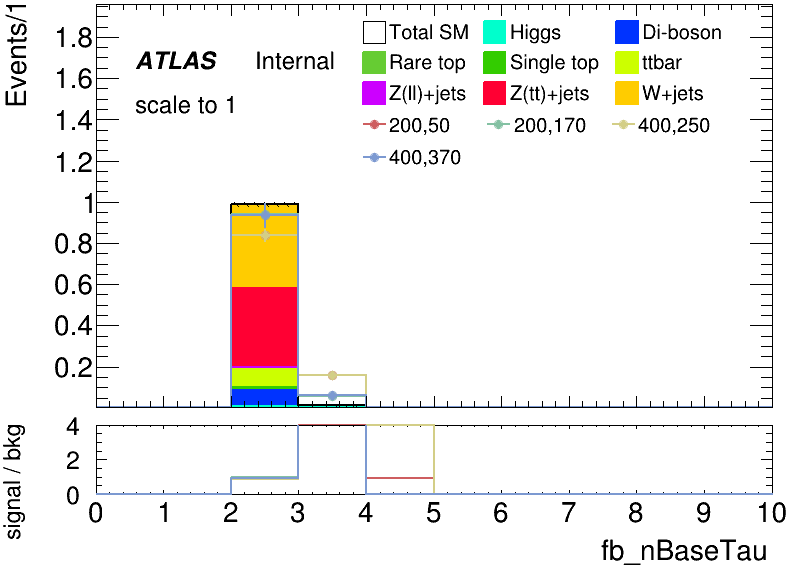 Events/1
1.8
1.6
1.4
1.2
1
0.8
0.6
0.4
0.2
ATLAS Internal
scale to 1
Total SM Higgs Di-boson
Rare top Single top ttbar
Z(ll)+jets Z(tt)+jets W+jets
200,50 200,170 400,250
400,370
signal / bkg
4
2
0
0 1 2 3 4 5 6 7 8 9 10
fb_nBaseTau